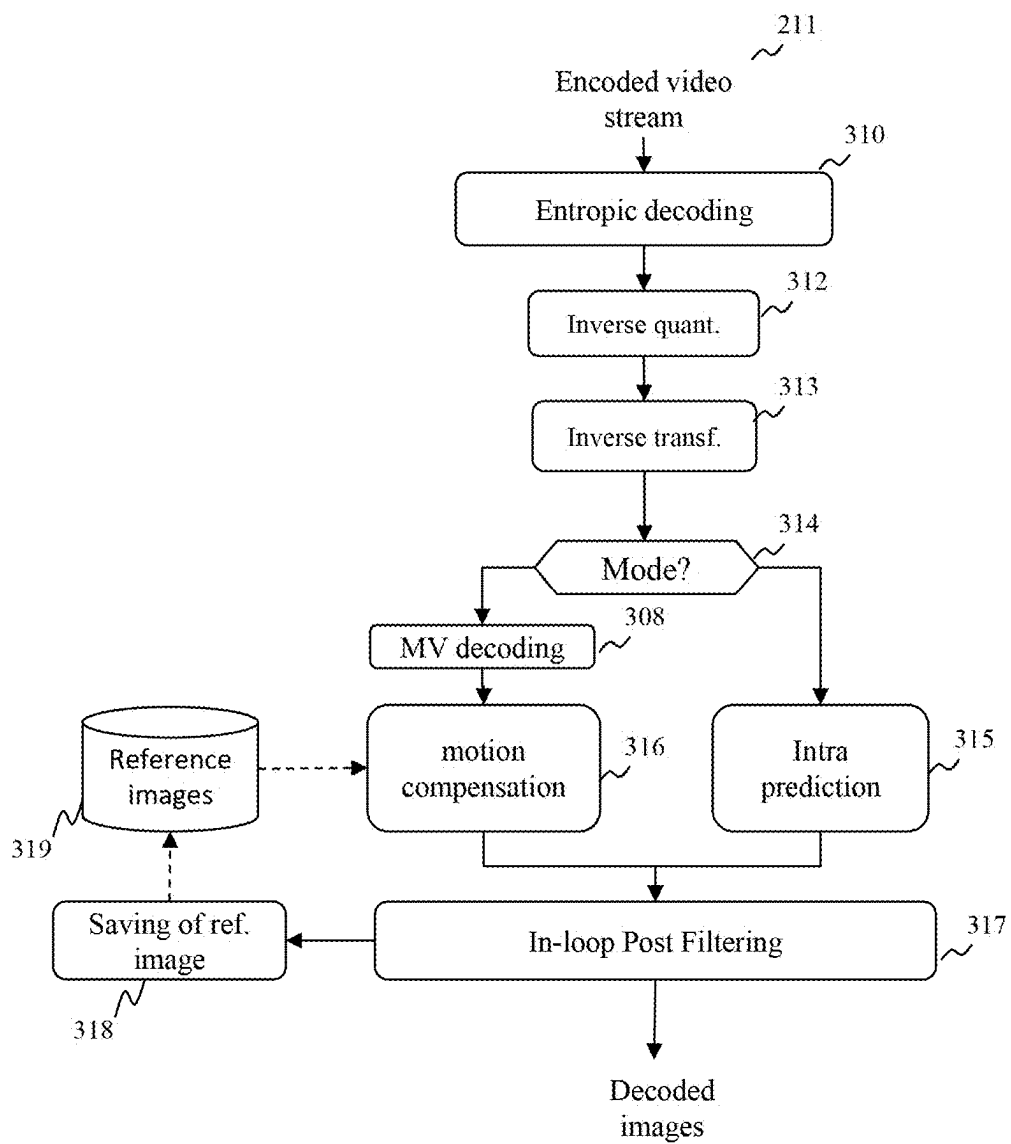 211
Encoded video
stream
310
Entropic decoding
312
Inverse quant.
313
Inverse transf.
314
Mode?
308
MV decoding
Reference
images
319
motion
compensation
316
Intra
prediction
315
Saving of ref.
image
318
In-loop Post Filtering
317
Decoded
images